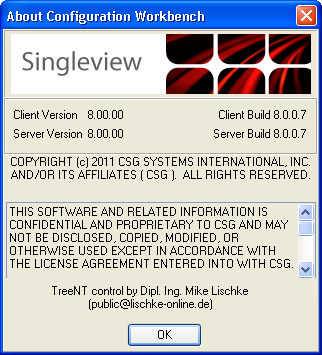 About Configuration Workbench
Singleview
Client Version 8.00.00 Client Build 8.0.0.7
Server Version 8.00.00 Server Build 8.0.0.7
COPYRIGHT (c) 2011 CSG SYSTEMS INTERNATIONAL, INC.
AND/OR ITS AFFILIATES ( CSG ). ALL RIGHTS RESERVED.
THIS SOFTWARE AND RELATED INFORMATION IS
CONFIDENTIAL AND PROPRIETARY TO CSG AND MAY
NOT BE DISCLOSED, COPIED, MODIFIED, OR
OTHERWISE USED EXCEPT IN ACCORDANCE WITH
THE LICENSE AGREEMENT ENTERED INTO WITH CSG.
TreeNT control by Dipl. Ing. Mike Lischke
(public@lischke-online.de)
OK